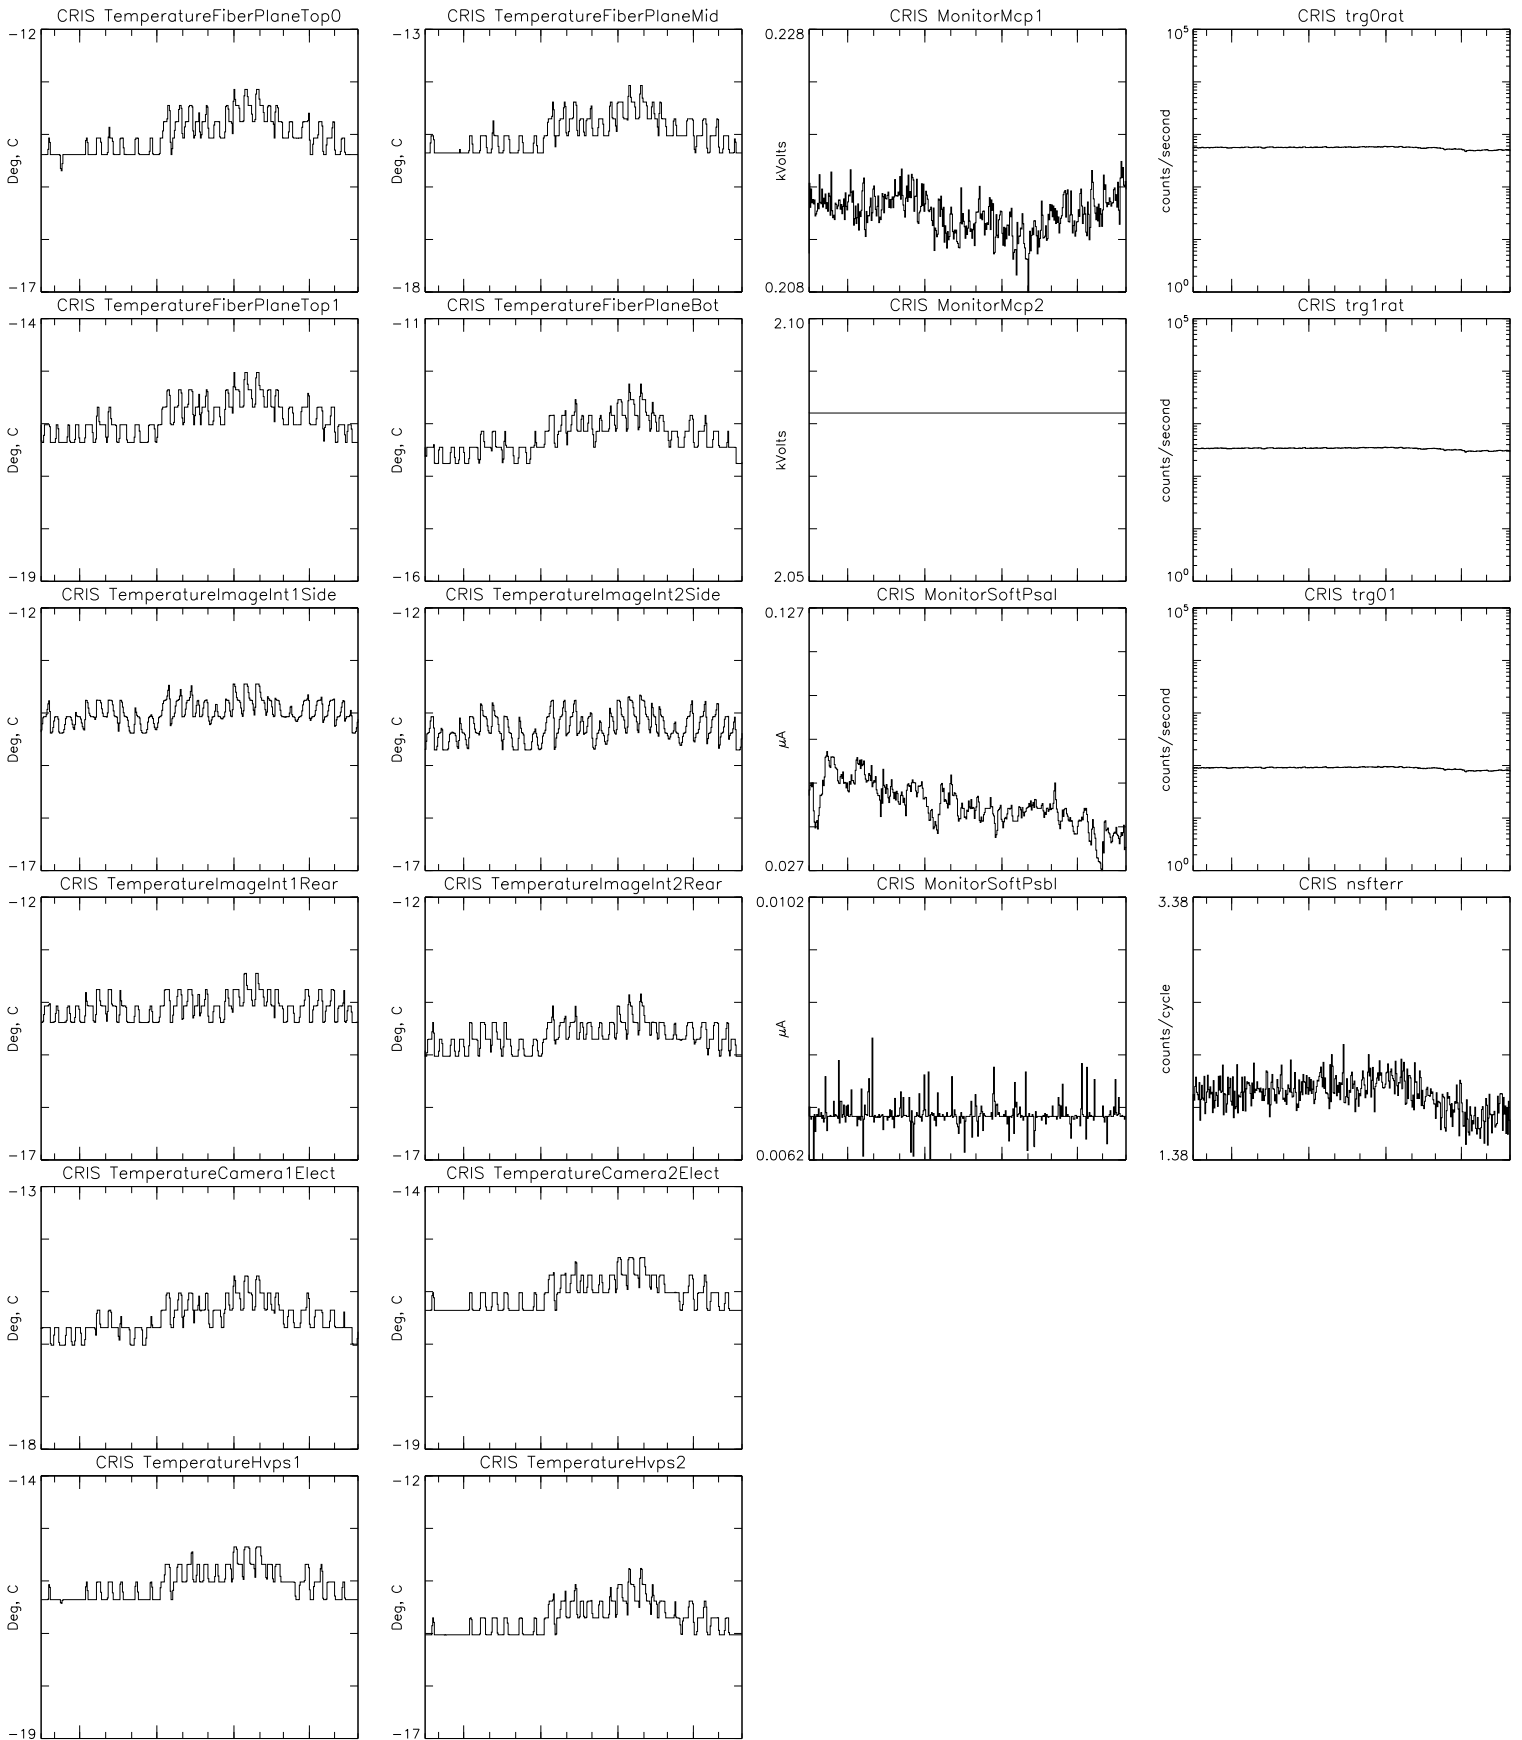 CRIS TemperatureFiberPlaneTop0
CRIS TemperatureFiberPlaneMid
CRIS MonitorMcp1
CRIS trg0rat
-12
Deg, C
-17
-13
Deg, C
-18
0.228
kVolts
0.208
10^5
counts/second
10^0
CRIS TemperatureFiberPlaneTop1
CRIS TemperatureFiberPlaneBot
CRIS MonitorMcp2
CRIS trg1rat
-14
Deg, C
-19
-11
Deg, C
-16
2.10
kVolts
2.05
10^5
counts/second
10^0
CRIS TemperatureImageInt1Side
CRIS TemperatureImageInt2Side
CRIS MonitorSoftPsaI
CRIS trg01
-12
Deg, C
-17
-12
Deg, C
-17
0.127
μA
0.027
10^5
counts/second
10^0
CRIS TemperatureImageInt1Rear
CRIS TemperatureImageInt2Rear
CRIS MonitorSoftPsbI
CRIS nsfterr
-12
Deg, C
-17
-12
Deg, C
-17
0.0102
μA
0.0062
3.38
counts/cycle
1.38
CRIS TemperatureCamera1Elect
CRIS TemperatureCamera2Elect
-13
Deg, C
-18
-14
Deg, C
-19
CRIS TemperatureHvps1
CRIS TemperatureHvps2
-14
Deg, C
-19
-12
Deg, C
-17